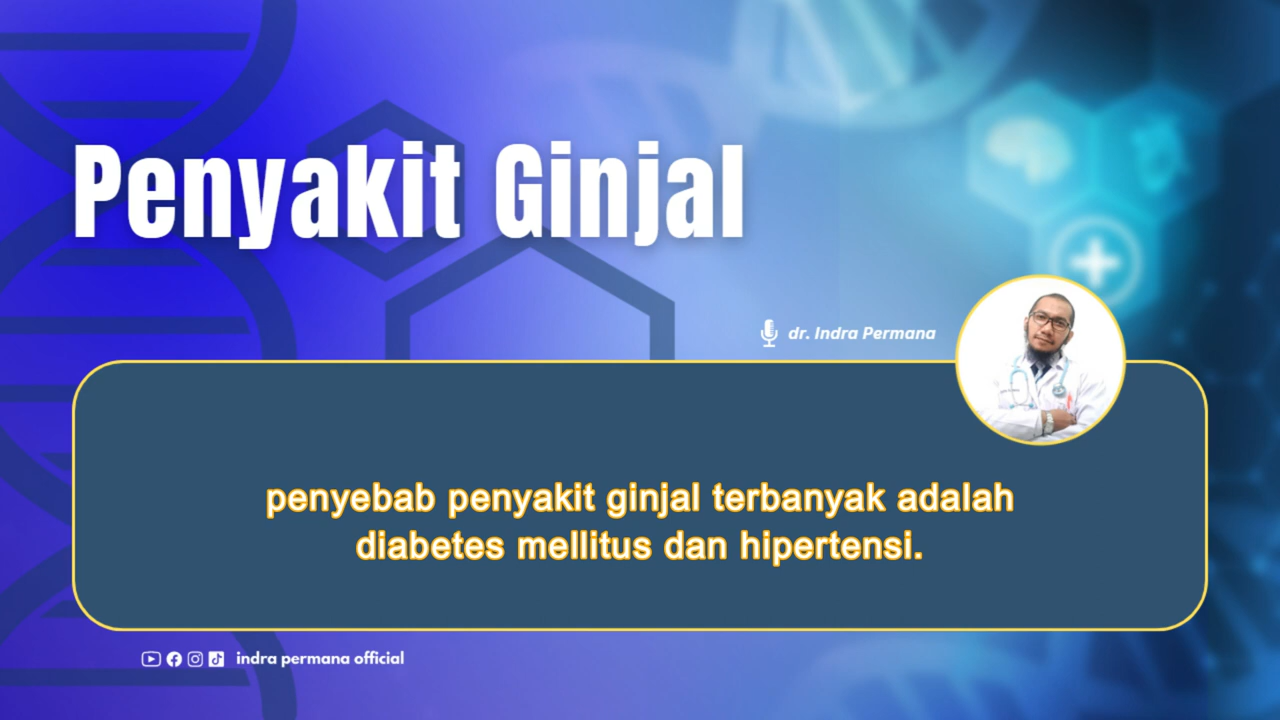 Penyakit Ginjal
dr. Indra Permana
penyebab penyakit ginjal terbanyak adalah
diabetes mellitus dan hipertensi.
indra permana official